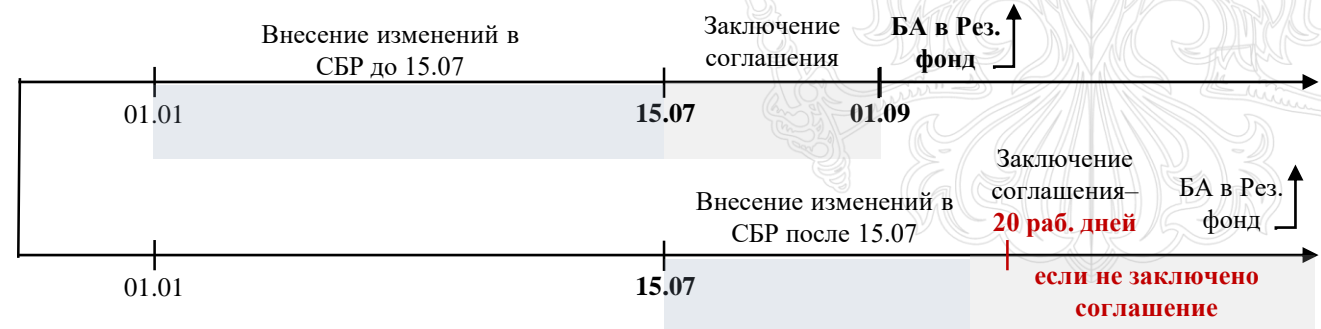 Внесение изменений в
СБР до 15.07
Заключение
соглашения
БА в Рез.
фонд
01.01
15.07
01.09
Внесение изменений в
СБР после 15.07
Заключение
соглашения–
20 раб. дней
БА в Рез.
фонд
01.01
15.07
если не заключено
соглашение